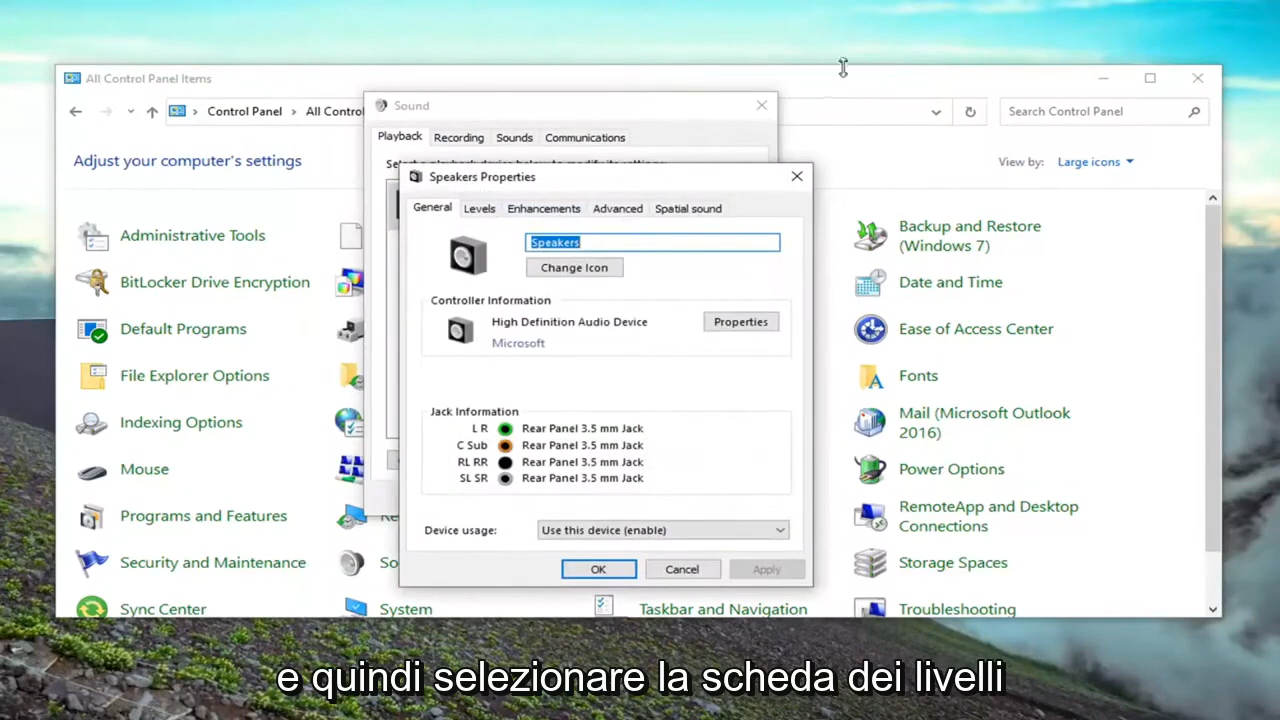 All Control Panel Items
Control Panel
All Control
Search Control Panel
Adjust your computer's settings
View by:
Large icons
Administrative Tools
BitLocker Drive Encryption
Default Programs
File Explorer Options
Indexing Options
Mouse
Programs and Features
Security and Maintenance
Sync Center
System
Taskbar and Navigation
Backup and Restore
(Windows 7)
Date and Time
Ease of Access Center
Fonts
Mail (Microsoft Outlook
2016)
Power Options
RemoteApp and Desktop
Connections
Storage Spaces
Troubleshooting
Sound
Playback
Recording
Sounds
Communications
Speakers Properties
General
Levels
Enhancements
Advanced
Spatial sound
Speakers
Change Icon
Controller Information
High Definition Audio Device
Properties
Microsoft
Jack Information
L R Rear Panel 3.5 mm Jack
C Sub Rear Panel 3.5 mm Jack
RL RR Rear Panel 3.5 mm Jack
SL SR Rear Panel 3.5 mm Jack
Device usage:
Use this device (enable)
OK
Cancel
Apply
e quindi selezionare la scheda dei livelli